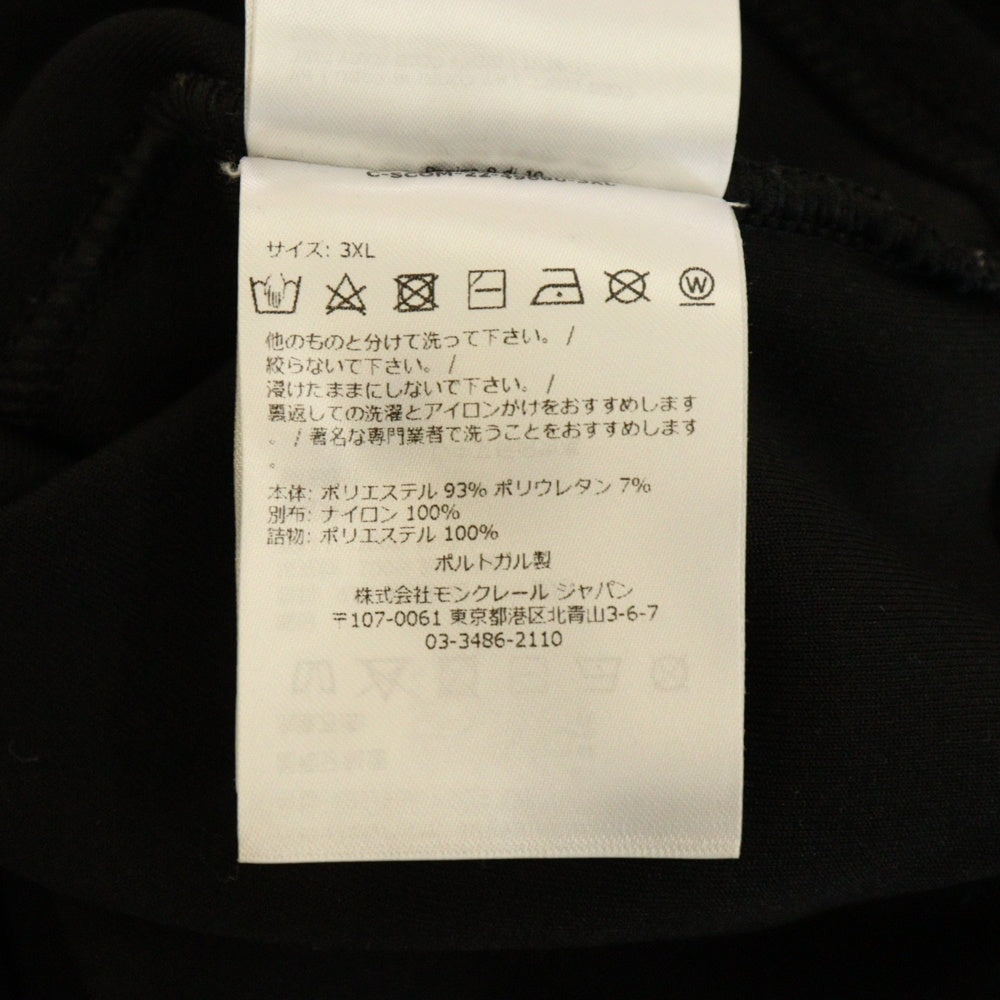 サイズ: 3XL
W
他のものと分けて洗って下さい。 /
絞らないで下さい。 /
浸けたままにしないで下さい。 /
裏返しての洗濯とアイロンがけをおすすめします
。 / 著名な専門業者で洗うことをおすすめします
。
本体: ポリエステル 93% ポリウレタン 7%
別布: ナイロン 100%
詰物: ポリエステル 100%
ポルトガル製
株式会社モンクレール ジャパン
〒107-0061 東京都港区北青山3-6-7
03-3486-2110